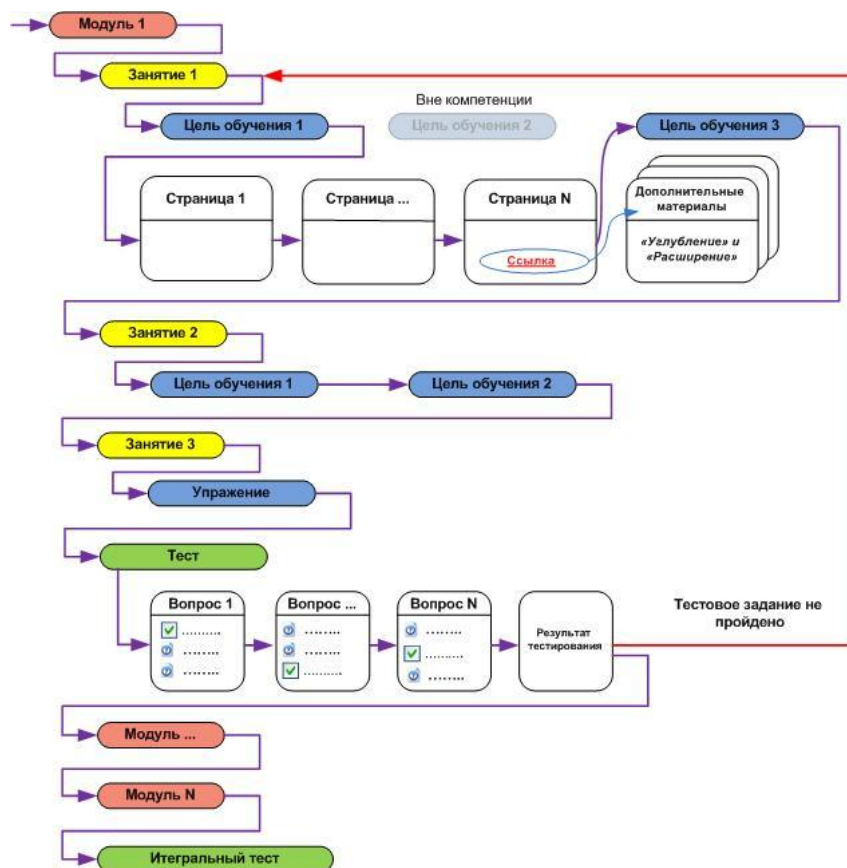 Модуль 1
Занятие 1
Вне компетенции
Цель обучения 1
Цель обучения 2
Цель обучения 3
Страница 1
Страница ...
Страница N
Ссылка
Дополнительные
материалы
«Углубление» и
«Расширение»
Занятие 2
Цель обучения 1
Цель обучения 2
Занятие 3
Упражнение
Тест
Вопрос 1
..........
........
........
Вопрос ...
........
........
..........
Вопрос N
........
..........
........
Результат
тестирования
Тестовое задание не
пройдено
Модуль ...
Модуль N
Итегральный тест